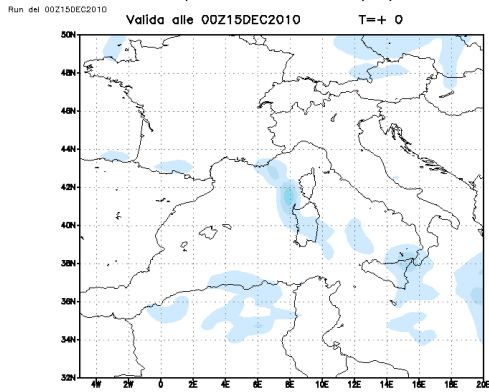 Run del 00Z15DEC2010
Valida alle 00Z15DEC2010 T=+ 0
50N
48N
46N
44N
42N
40N
38N
36N
34N
32N
4W 2W 0 2E 4E 6E 8E 10E 12E 14E 16E 18E 20E